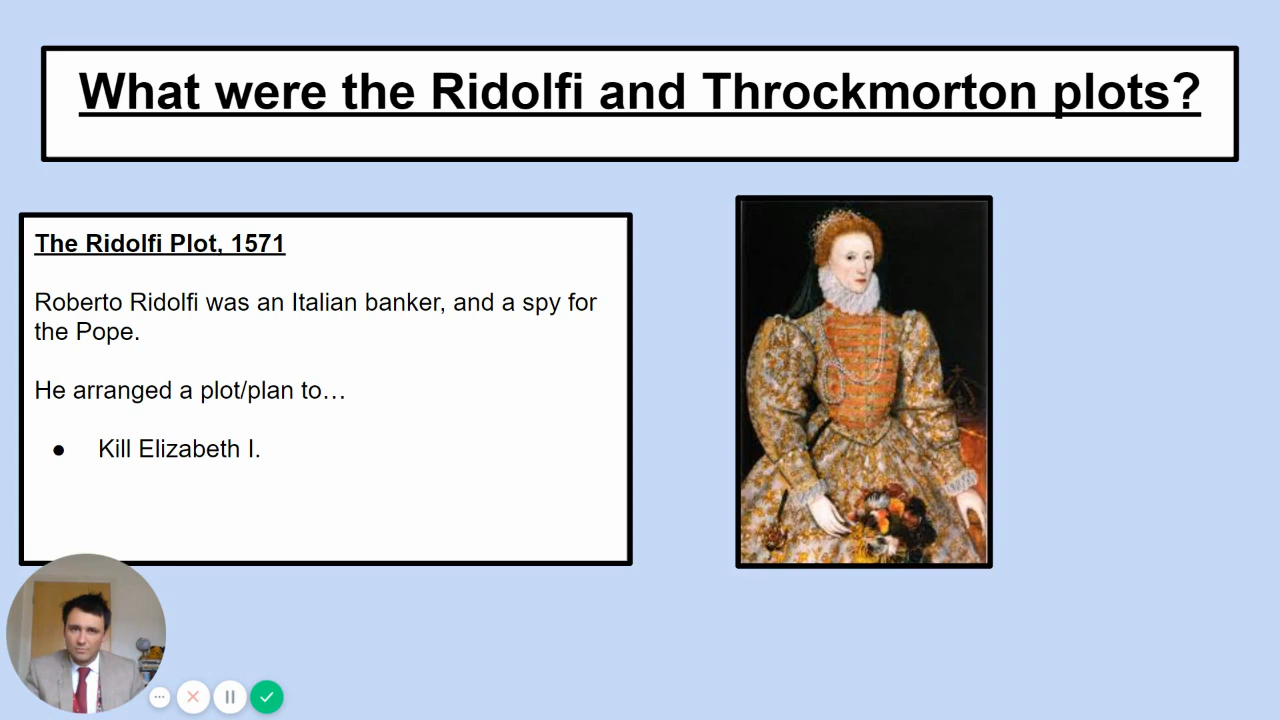 What were the Ridolfi and Throckmorton plots?
The Ridolfi Plot, 1571
Roberto Ridolfi was an Italian banker, and a spy for
the Pope.
He arranged a plot/plan to…
● Kill Elizabeth I.